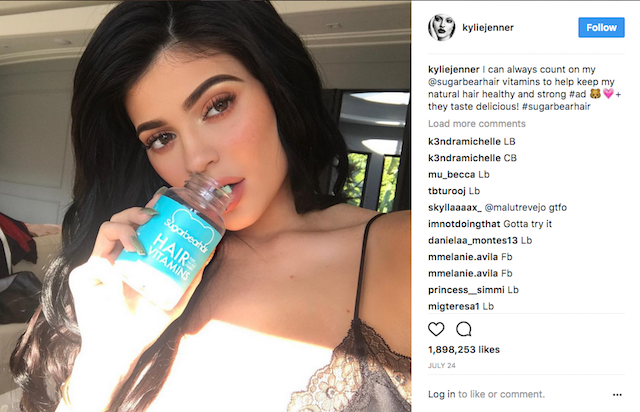 kyliejenner
Follow
kyliejenner I can always count on my
@sugarbearhair vitamins to help keep my
natural hair healthy and strong #ad 🐻💗+
they taste delicious! #sugarbearhair
Load more comments
k3ndramichelle LB
k3ndramichelle CB
mu_becca Lb
tbturooj Lb
skyllaaaax_ @malutrevejo gtfo
imnotdoingthat Gotta try it
danielaa_montes13 Lb
mmelanie.avila Fb
mmelanie.avila Fb
princess__simmi Lb
migteresa1 Lb
1,898,253 likes
JULY 24
Log in to like or comment.
Sugarbearhair
HAIR
VITAMINS